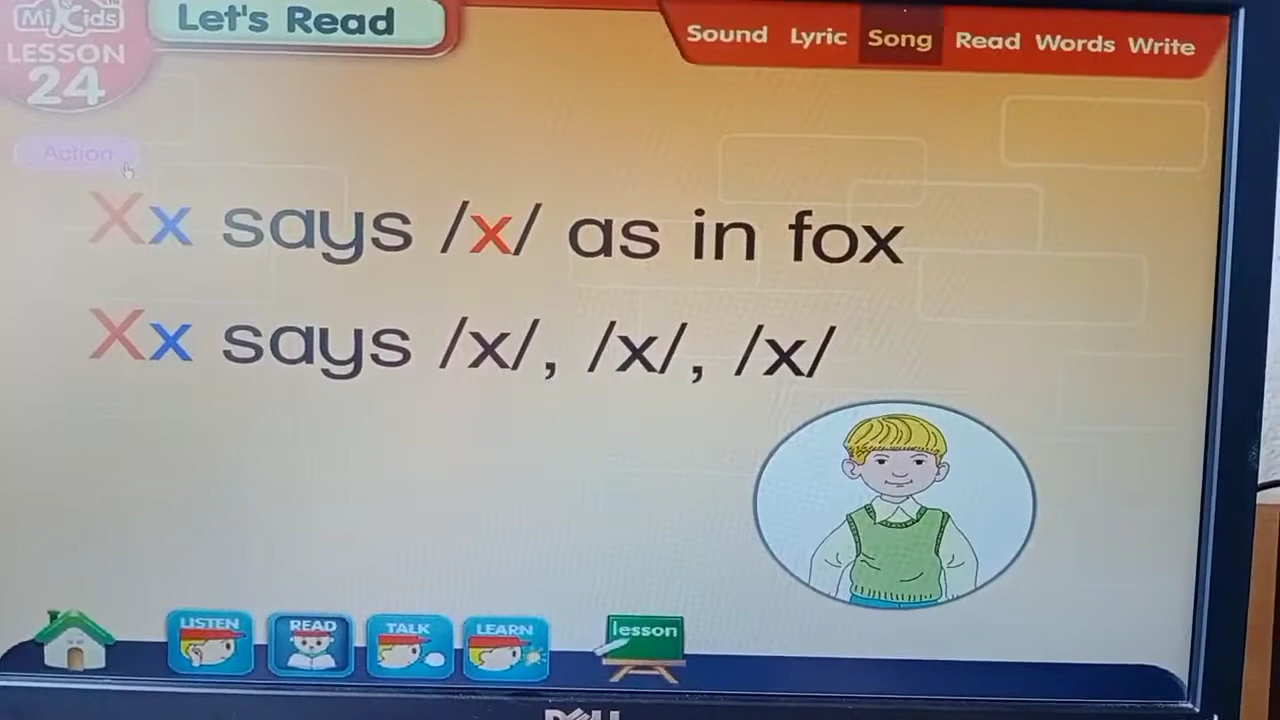 MiKids
LESSON
24
Let's Read
Sound Lyric Song Read Words Write
Action
Xx says /x/ as in fox
Xx says /x/, /x/, /x/
LISTEN
READ
TALK
LEARN
lesson
DELL